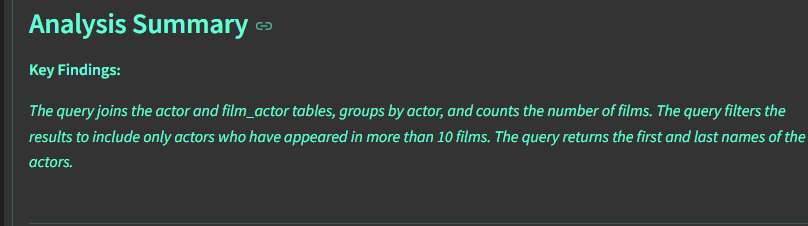 Analysis Summary
Key Findings:
The query joins the actor and film_actor tables, groups by actor, and counts the number of films. The query filters the
results to include only actors who have appeared in more than 10 films. The query returns the first and last names of the
actors.